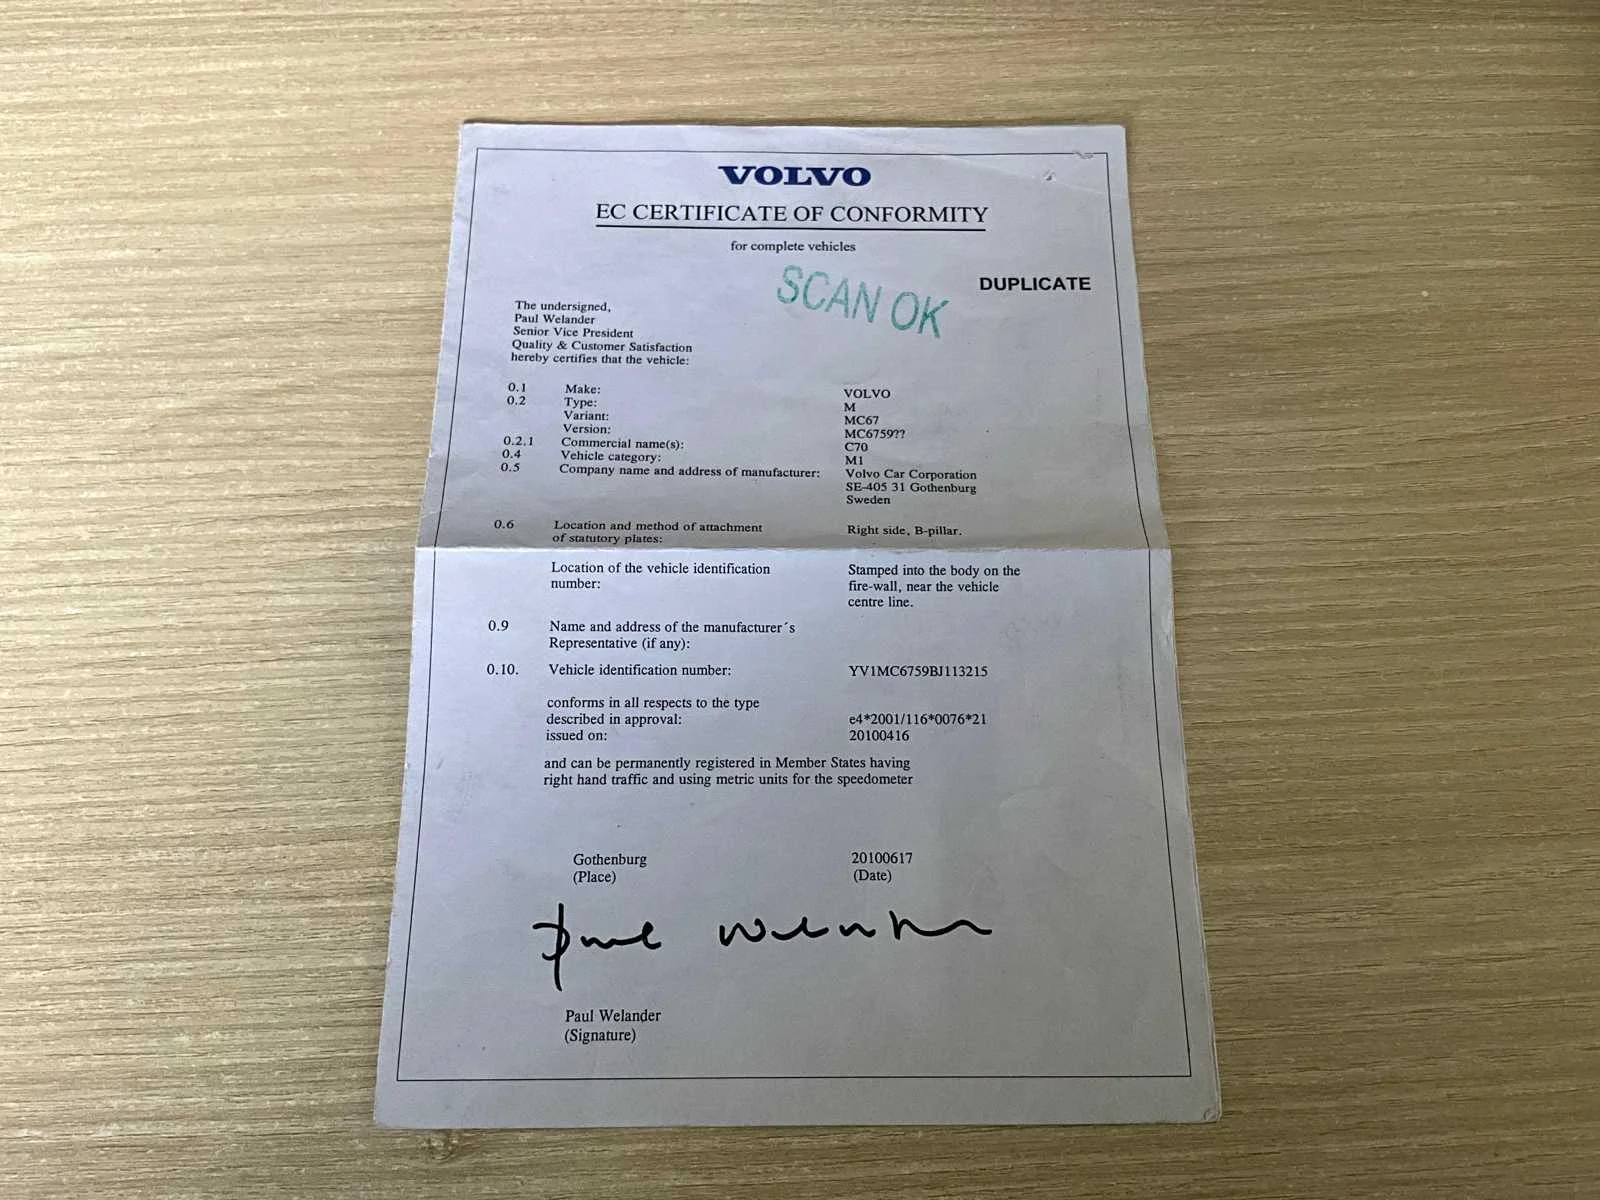 VOLVO
EC CERTIFICATE OF CONFORMITY
for complete vehicles
DUPLICATE
SCAN OK
The undersigned,
Paul Welander
Senior Vice President
Quality & Customer Satisfaction
hereby certifies that the vehicle:
0.1 Make: VOLVO
0.2 Type: M
Variant: MC67
Version: MC6759??
0.2.1 Commercial name(s): C70
0.4 Vehicle category: M1
0.5 Company name and address of manufacturer: Volvo Car Corporation
SE-405 31 Gothenburg
Sweden
0.6 Location and method of attachment Right side, B-pillar.
of statutory plates:
Location of the vehicle identification Stamped into the body on the
number: fire-wall, near the vehicle
centre line.
0.9 Name and address of the manufacturer´s
Representative (if any):
0.10. Vehicle identification number: YV1MC6759BJ113215
conforms in all respects to the type
described in approval: e4*2001/116*0076*21
issued on: 20100416
and can be permanently registered in Member States having
right hand traffic and using metric units for the speedometer
Gothenburg 20100617
(Place) (Date)
Paul Welander
Paul Welander
(Signature)